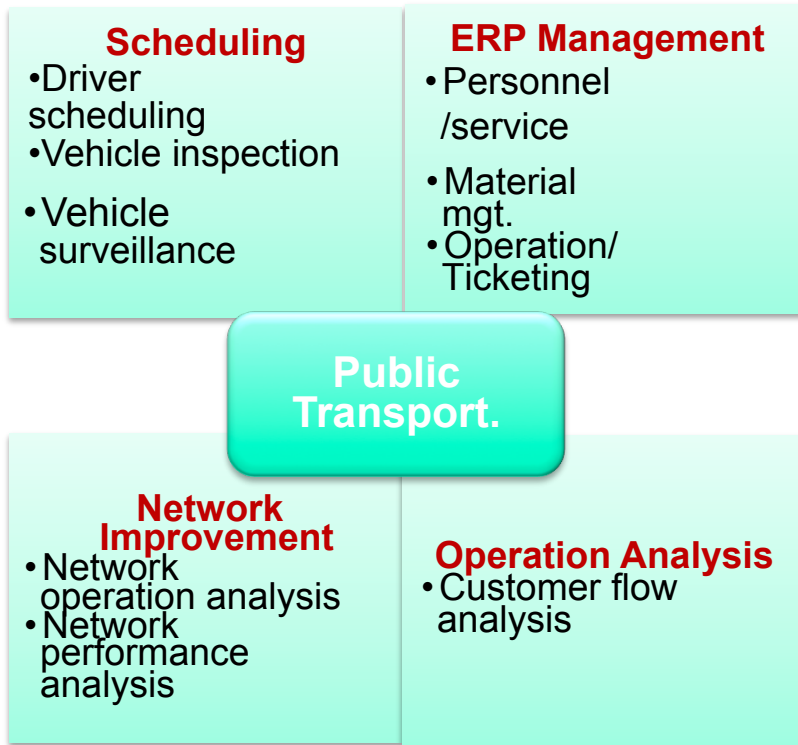 Scheduling
•Driver
scheduling
•Vehicle inspection
•Vehicle
surveillance
ERP Management
•Personnel
/service
•Material
mgt.
•Operation/
Ticketing
Public
Transport.
Network
Improvement
•Network
operation analysis
•Network
performance
analysis
Operation Analysis
•Customer flow
analysis